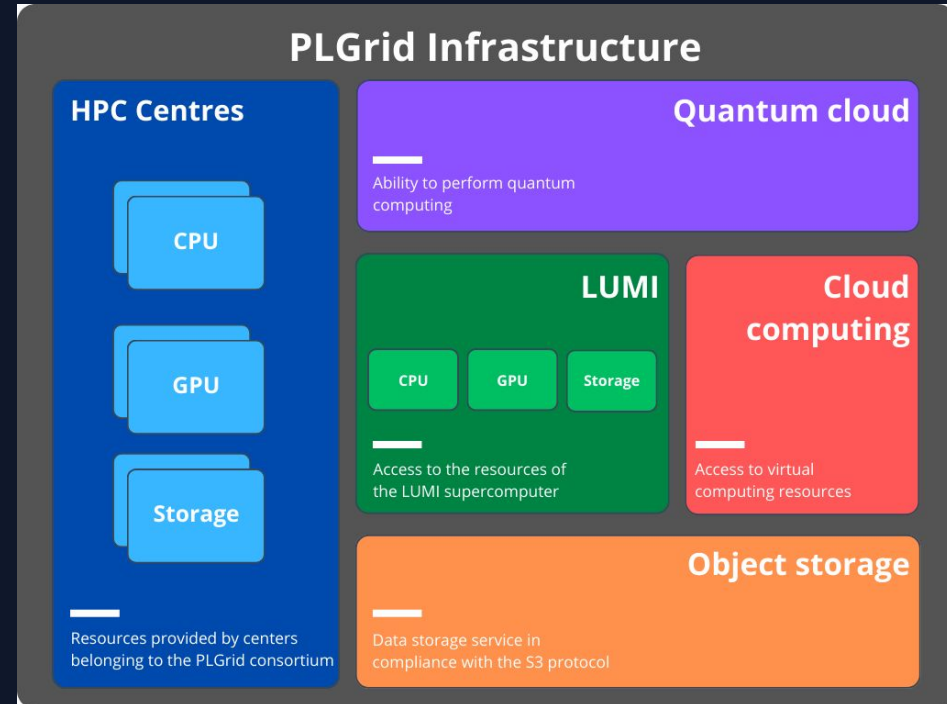 PLGrid Infrastructure
HPC Centres
CPU
GPU
Storage
Resources provided by centers
belonging to the PLGrid consortium
Quantum cloud
Ability to perform quantum
computing
LUMI
CPU
GPU
Storage
Access to the resources of
the LUMI supercomputer
Cloud
computing
Access to virtual
computing resources
Object storage
Data storage service in
compliance with the S3 protocol